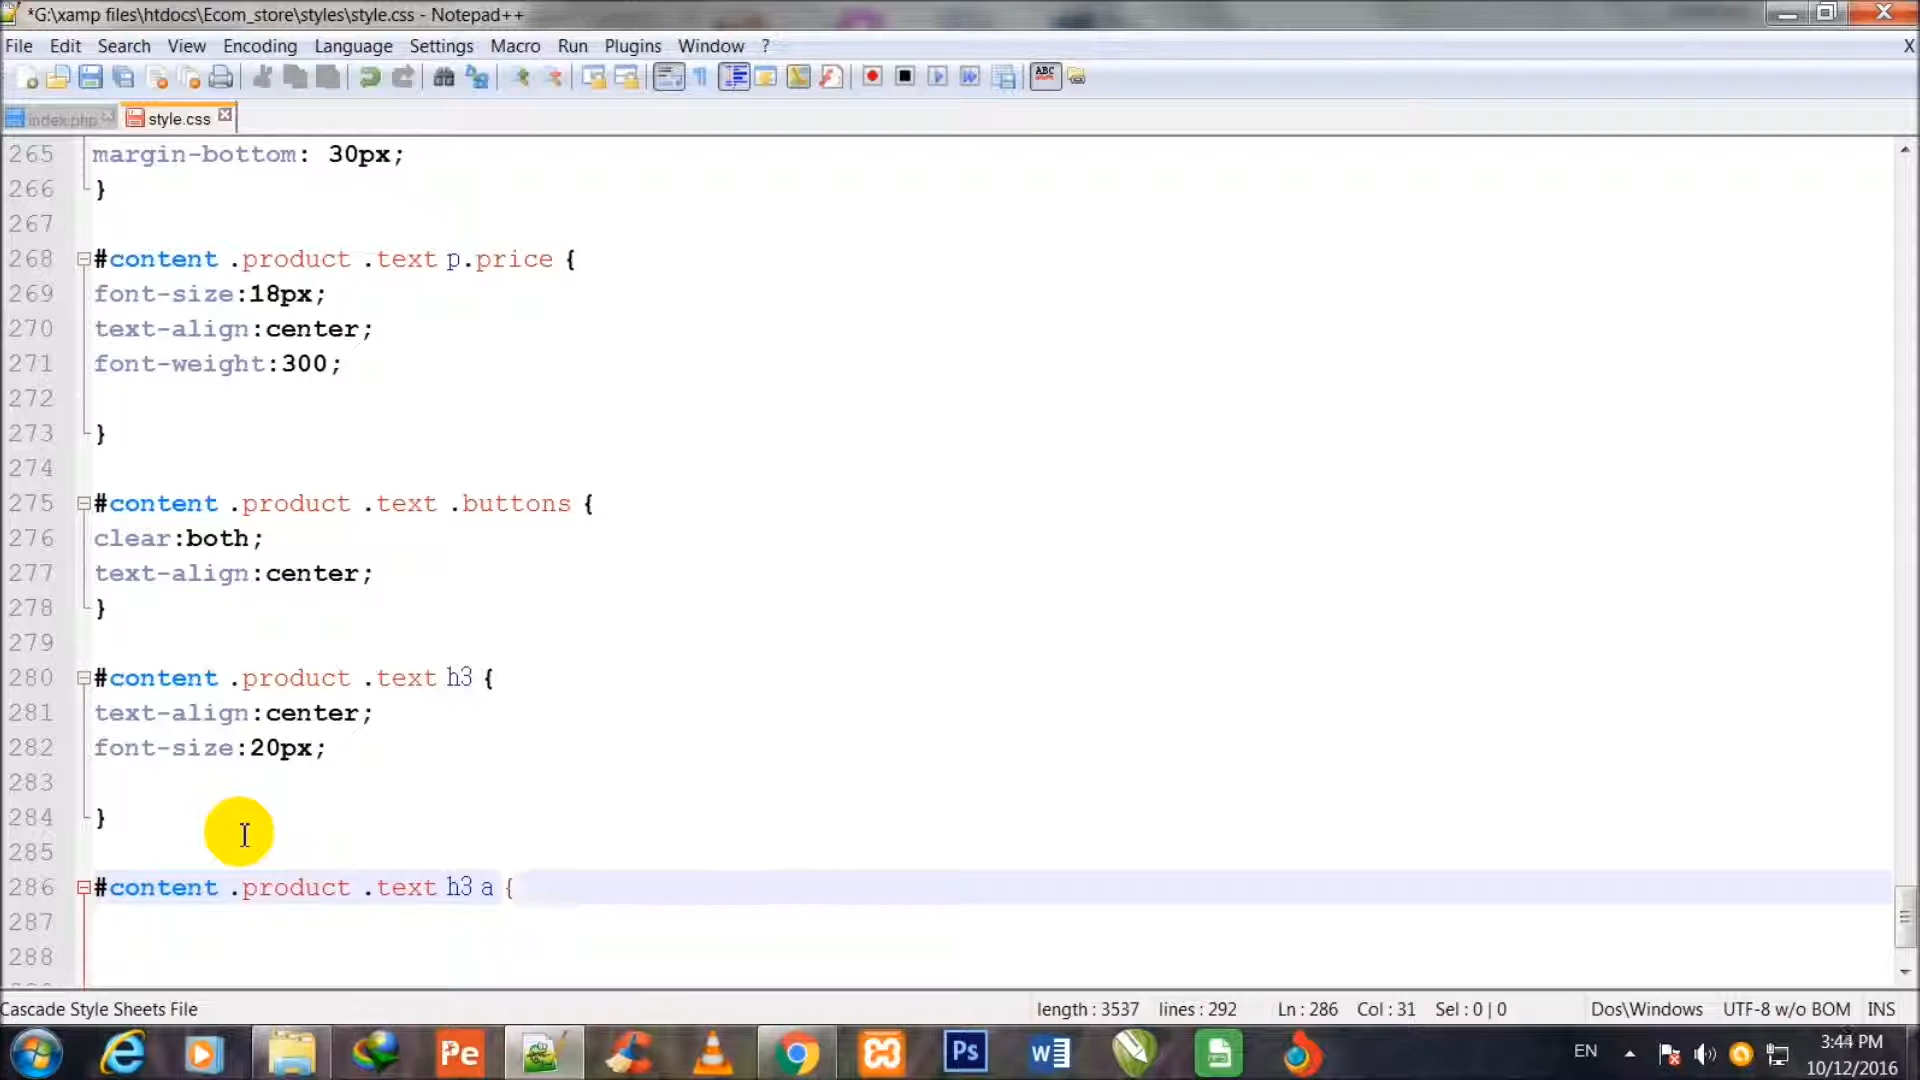 *G:\xamp files\htdocs\Ecom_store\styles\style.css - Notepad++
File Edit Search View Encoding Language Settings Macro Run Plugins Window ? X
ABC
index.php style.css
265 margin-bottom: 30px;
266 }
267
268 #content .product .text p.price {
269 font-size:18px;
270 text-align:center;
271 font-weight:300;
272
273 }
274
275 #content .product .text .buttons {
276 clear:both;
277 text-align:center;
278 }
279
280 #content .product .text h3 {
281 text-align:center;
282 font-size:20px;
283
284 }
285
286 #content .product .text h3 a {
287
288
Cascade Style Sheets File length : 3537 lines : 292 Ln : 286 Col : 31 Sel : 0 | 0 Dos\Windows UTF-8 w/o BOM INS
Pe Ps W EN 3:44 PM
10/12/2016